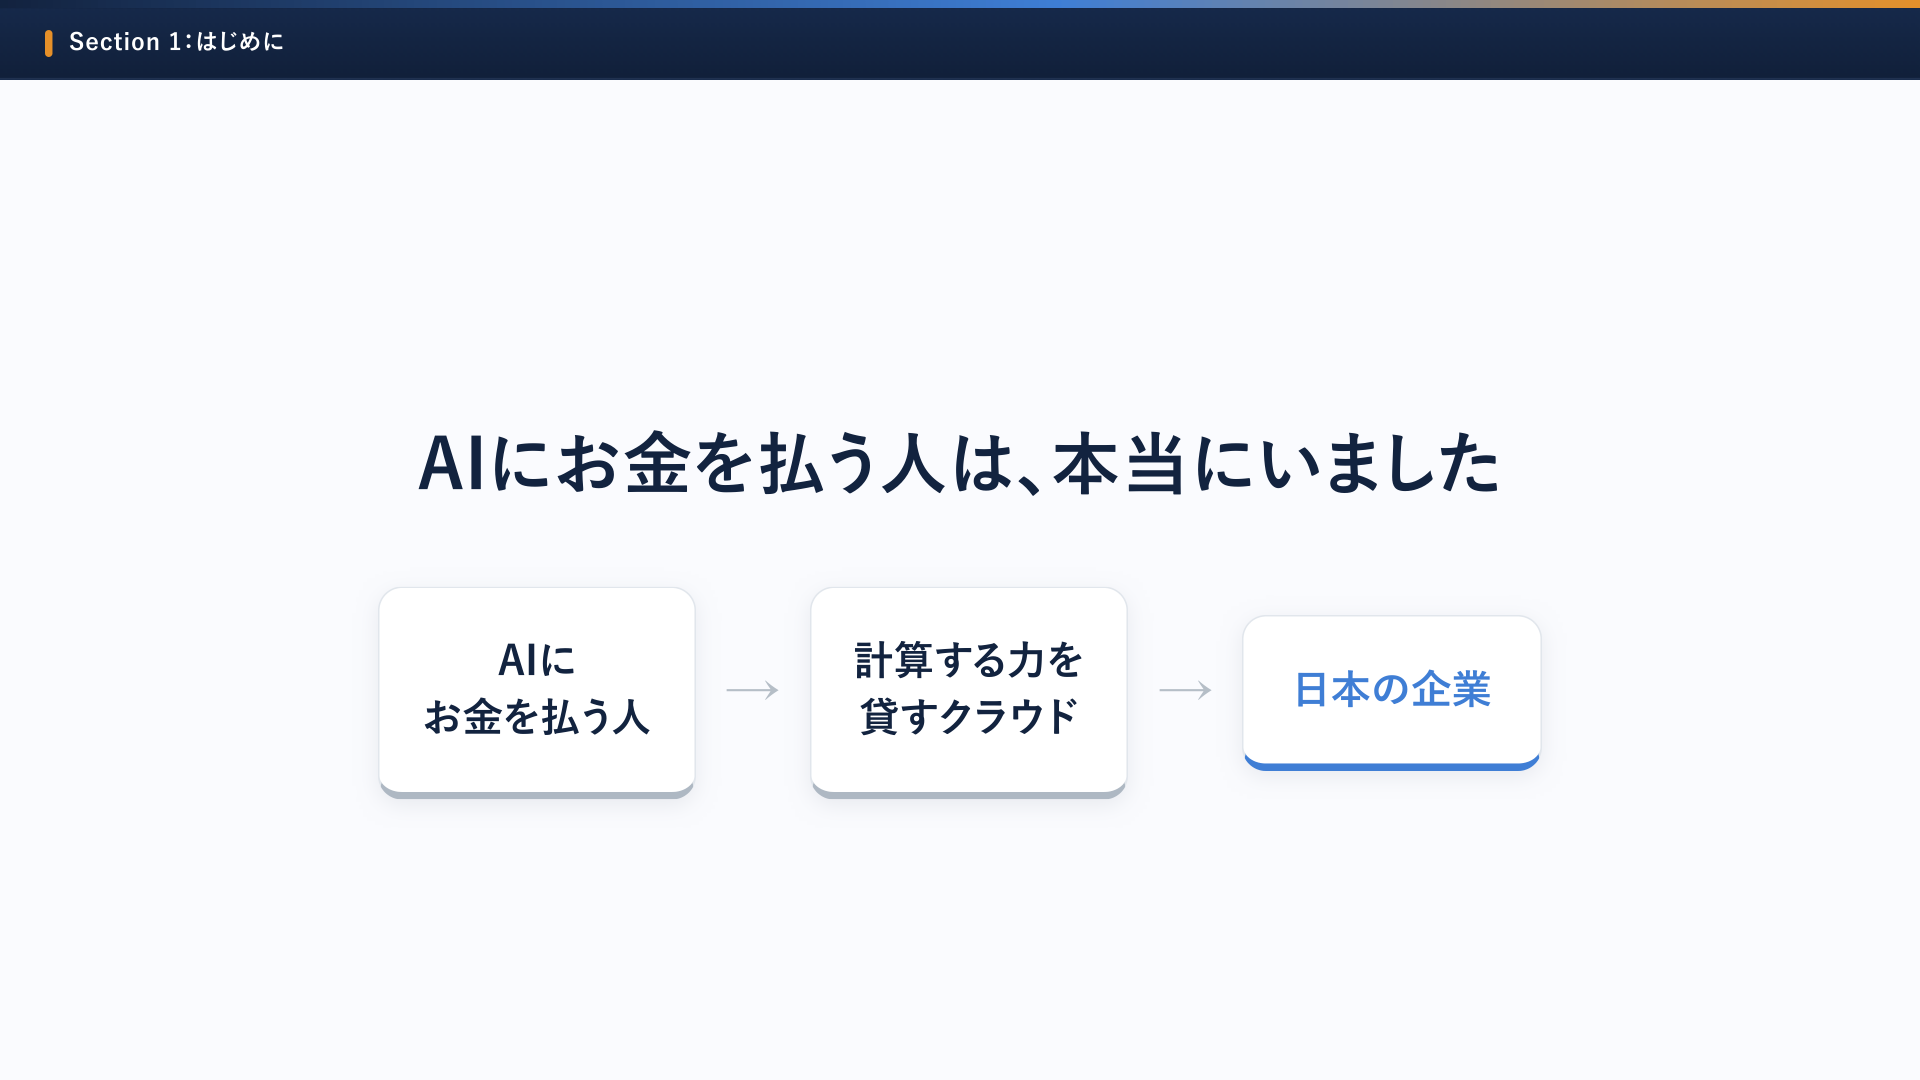 Section 1：はじめに
AIにお金を払う人は、本当にいました
AIに
お金を払う人
→
計算する力を
貸すクラウド
→
日本の企業